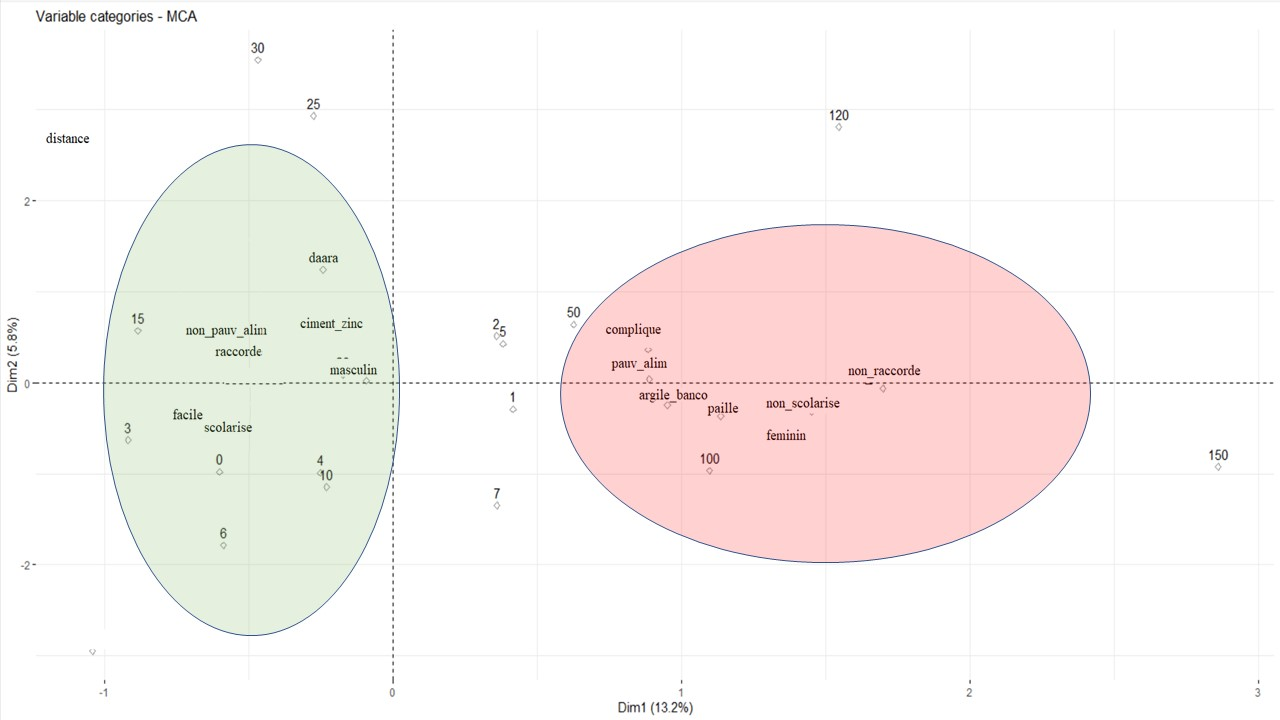 Variable categories - MCA
30
25
120
distance
2
daara
15
50
ciment_zinc
2
5
complique
non_pauv_alim
raccorde
pauv_alim
masculin
non_raccorde
0
argile_banco
1
non_scolarise
paille
facile
scolarise
3
feminin
0
4
100
150
10
7
6
-2
-1
0
1
2
3
Dim1 (13.2%)
Dim2 (5.8%)